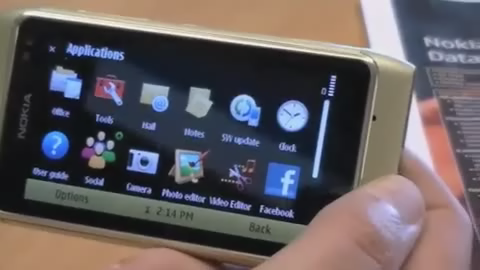 Applications
Office
Tools
Mail
Notes
SW update
Clock
User guide
Social
Camera
Photo editor
Video Editor
Facebook
Options
2:14 PM
Back
NOKIA
Nokia
Data